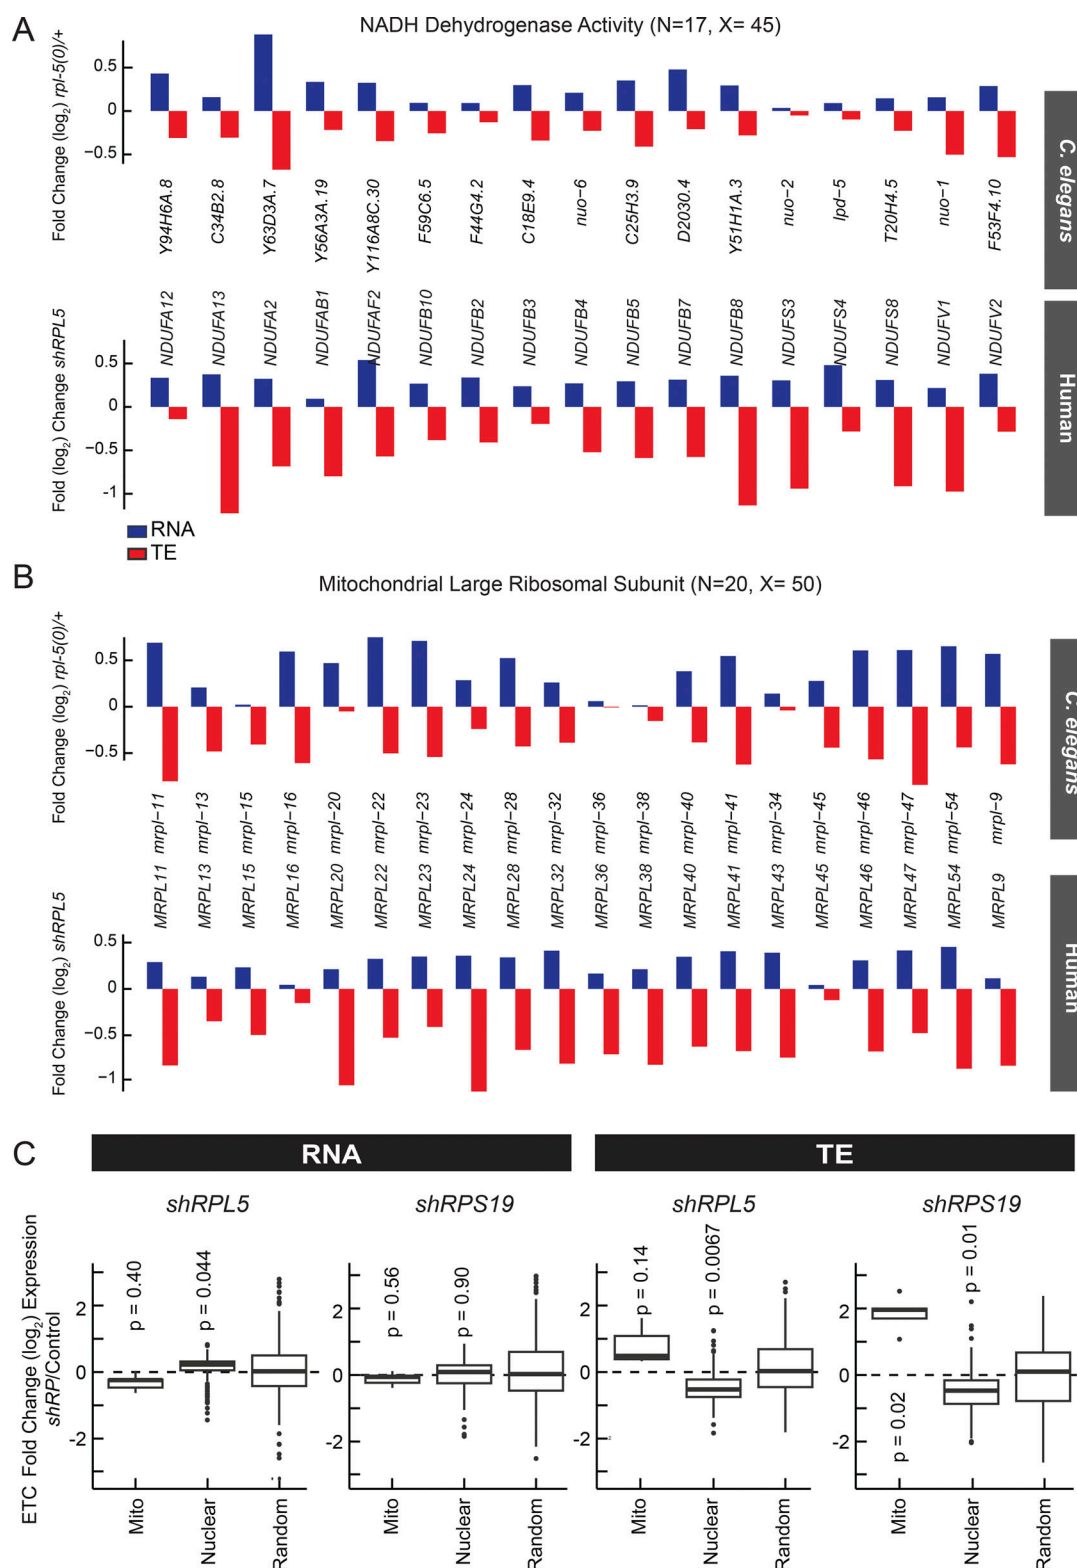 A
NADH Dehydrogenase Activity (N=17, X= 45)
Fold Change (log2) rpl-5(0)/+
0.5
0
−0.5
Y94H6A.8
C34B2.8
Y63D3A.7
Y56A3A.19
Y116A8C.30
F59C6.5
F44G4.2
C18E9.4
nuo−6
C25H3.9
D2030.4
Y51H1A.3
nuo−2
lpd−5
T20H4.5
nuo−1
F53F4.10
C. elegans
Fold (log2) Change shRPL5
NDUFA12
NDUFA13
NDUFA2
NDUFAB1
NDUFAF2
NDUFB10
NDUFB2
NDUFB3
NDUFB4
NDUFB5
NDUFB7
NDUFB8
NDUFS3
NDUFS4
NDUFS8
NDUFV1
NDUFV2
0.5
0
−0.5
-1
Human
RNA
TE
B
Mitochondrial Large Ribosomal Subunit (N=20, X= 50)
Fold Change (log2) rpl-5(0)/+
0.5
0
−0.5
mrpl−11
mrpl−13
mrpl−15
mrpl−16
mrpl−20
mrpl−22
mrpl−23
mrpl−24
mrpl−28
mrpl−32
mrpl−36
mrpl−38
mrpl−40
mrpl−41
mrpl−34
mrpl−45
mrpl−46
mrpl−47
mrpl−54
mrpl−9
C. elegans
Fold Change (log2) shRPL5
MRPL11
MRPL13
MRPL15
MRPL16
MRPL20
MRPL22
MRPL23
MRPL24
MRPL28
MRPL32
MRPL36
MRPL38
MRPL40
MRPL41
MRPL43
MRPL45
MRPL46
MRPL47
MRPL54
MRPL9
0.5
0
−0.5
−1
Human
C
RNA
TE
ETC Fold Change (log2) Expression
shRP/Control
shRPL5
2
0
-2
p = 0.40
p = 0.044
Mito
Nuclear
Random
shRPS19
2
0
-2
p = 0.56
p = 0.90
Mito
Nuclear
Random
shRPL5
2
0
-2
p = 0.14
p = 0.0067
Mito
Nuclear
Random
shRPS19
2
0
-2
p = 0.02
p = 0.01
Mito
Nuclear
Random